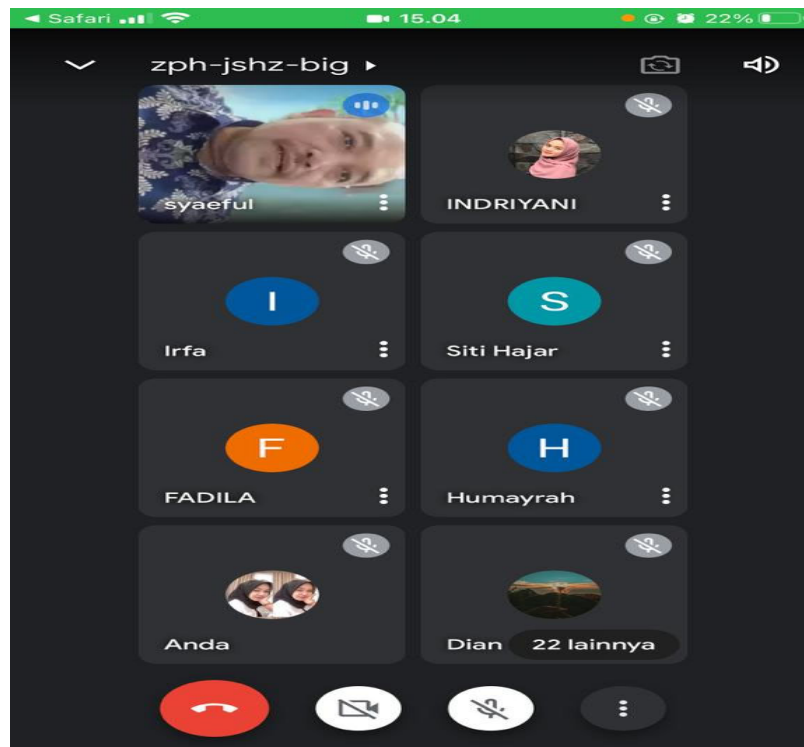 ◀ Safari 15.04 22%
zph-jshz-big ▸
syaeful
INDRIYANI
I
S
Irfa
Siti Hajar
F
H
FADILA
Humayrah
Anda
Dian 22 lainnya